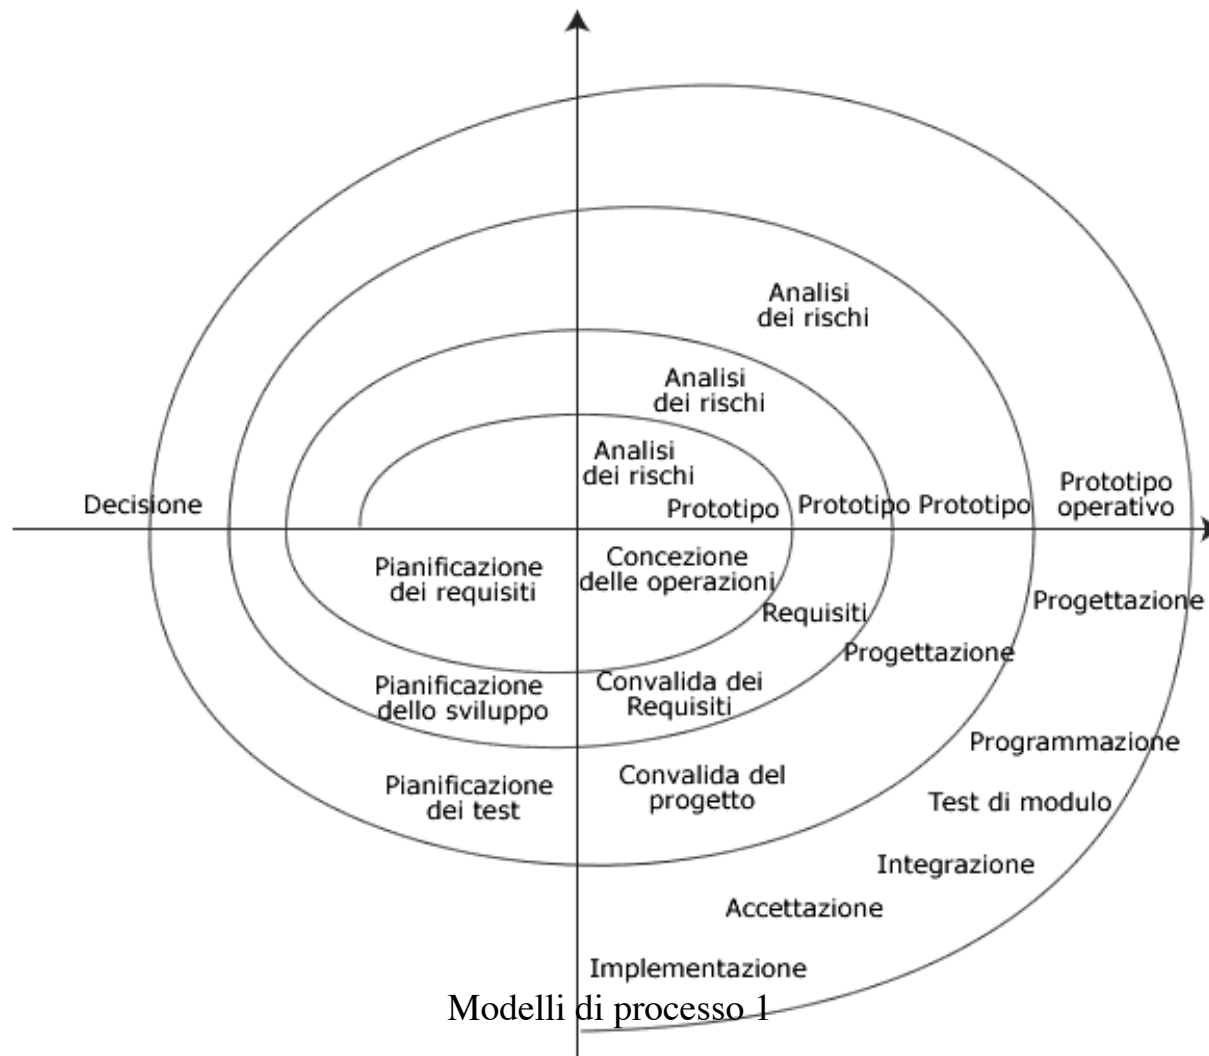 Analisi
dei rischi
Analisi
dei rischi
Analisi
dei rischi
Decisione
Prototipo
Prototipo
Prototipo
Prototipo
operativo
Pianificazione
dei requisiti
Concezione
delle operazioni
Requisiti
Progettazione
Progettazione
Pianificazione
dello sviluppo
Convalida dei
Requisiti
Programmazione
Pianificazione
dei test
Convalida del
progetto
Test di modulo
Integrazione
Accettazione
Implementazione
Modelli di processo 1